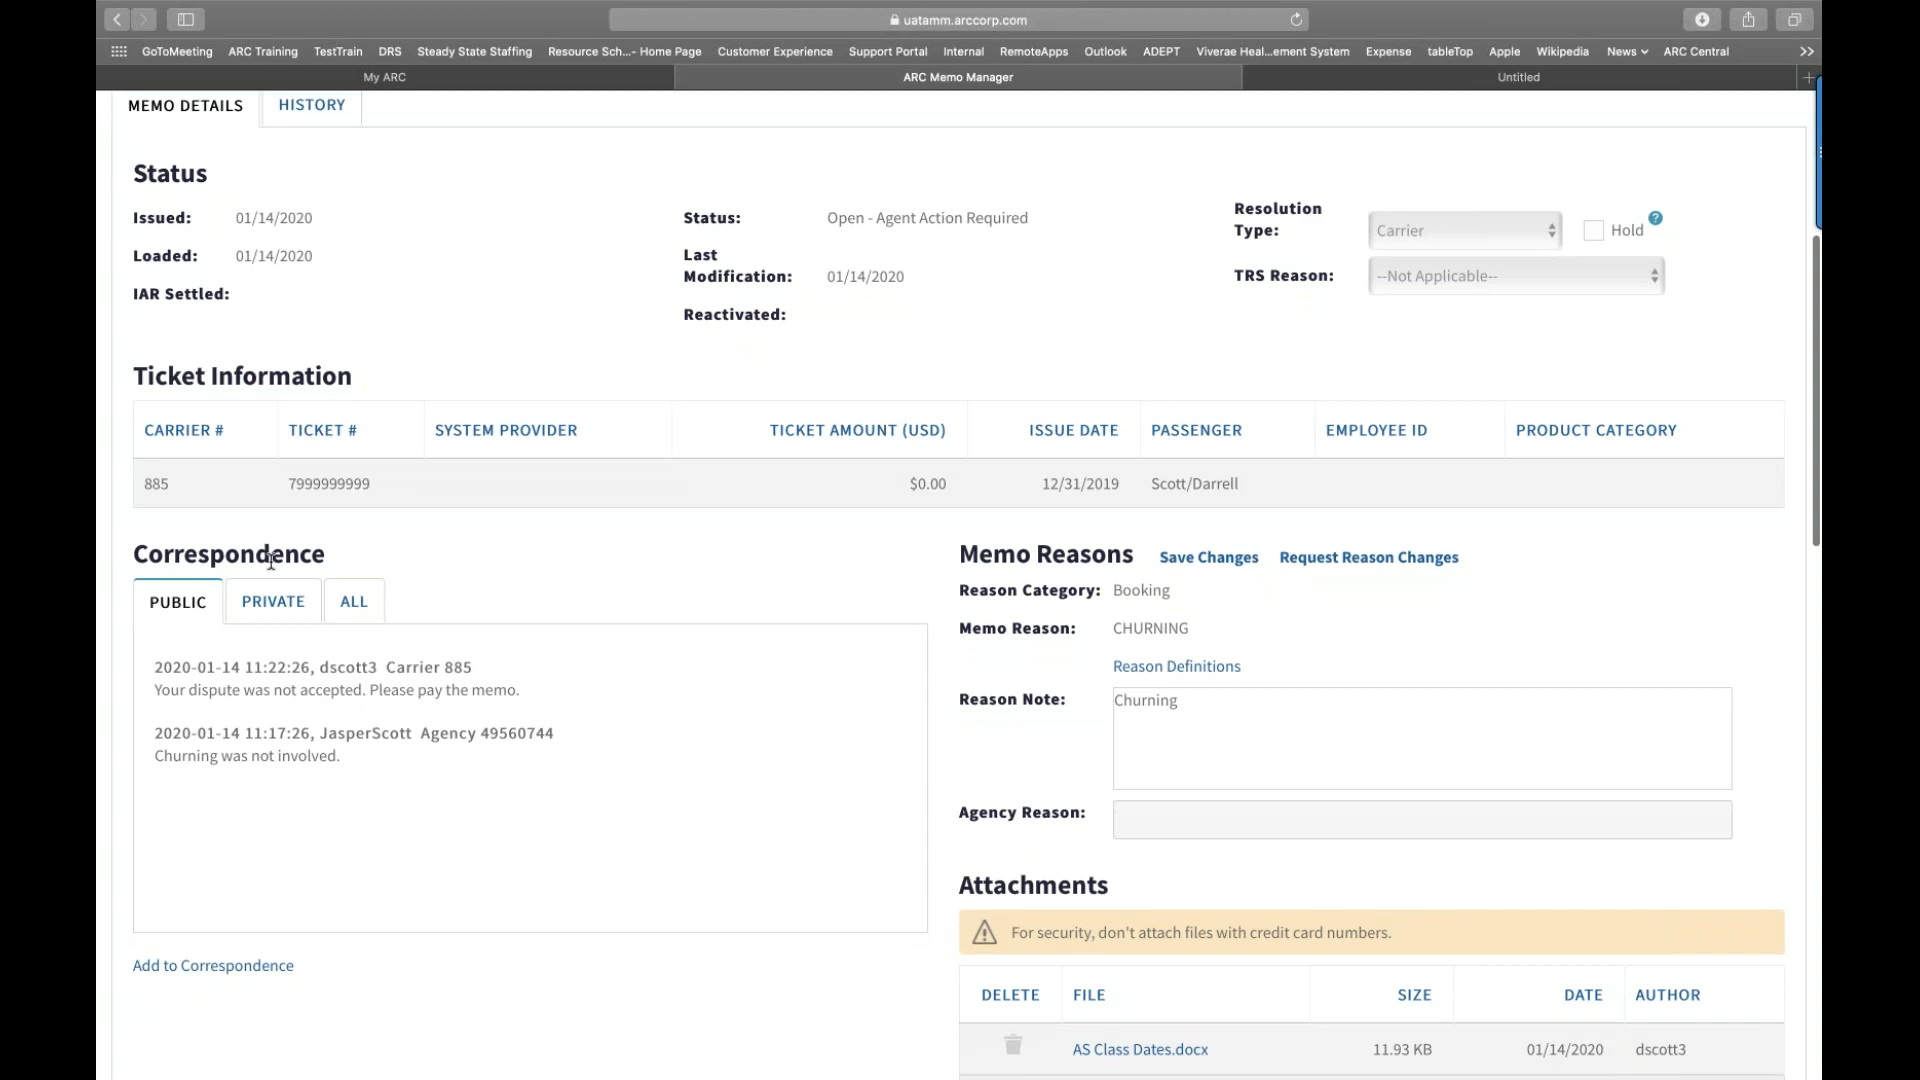 uatamm.arccorp.com
GoToMeeting ARC Training TestTrain DRS Steady State Staffing Resource Sch...- Home Page Customer Experience Support Portal Internal RemoteApps Outlook ADEPT Viverae Heal...ement System Expense tableTop Apple Wikipedia News ARC Central >>
My ARC ARC Memo Manager Untitled +
MEMO DETAILS HISTORY
Status
Issued: 01/14/2020 Status: Open - Agent Action Required Resolution Type: Carrier Hold ?
Loaded: 01/14/2020 Last Modification: 01/14/2020 TRS Reason: --Not Applicable--
IAR Settled: Reactivated:
Ticket Information
CARRIER # TICKET # SYSTEM PROVIDER TICKET AMOUNT (USD) ISSUE DATE PASSENGER EMPLOYEE ID PRODUCT CATEGORY
885 7999999999 $0.00 12/31/2019 Scott/Darrell
Correspondence
PUBLIC PRIVATE ALL
2020-01-14 11:22:26, dscott3 Carrier 885
Your dispute was not accepted. Please pay the memo.
2020-01-14 11:17:26, JasperScott Agency 49560744
Churning was not involved.
Add to Correspondence
Memo Reasons Save Changes Request Reason Changes
Reason Category: Booking
Memo Reason: CHURNING
Reason Definitions
Reason Note: Churning
Agency Reason:
Attachments
For security, don't attach files with credit card numbers.
DELETE FILE SIZE DATE AUTHOR
AS Class Dates.docx 11.93 KB 01/14/2020 dscott3